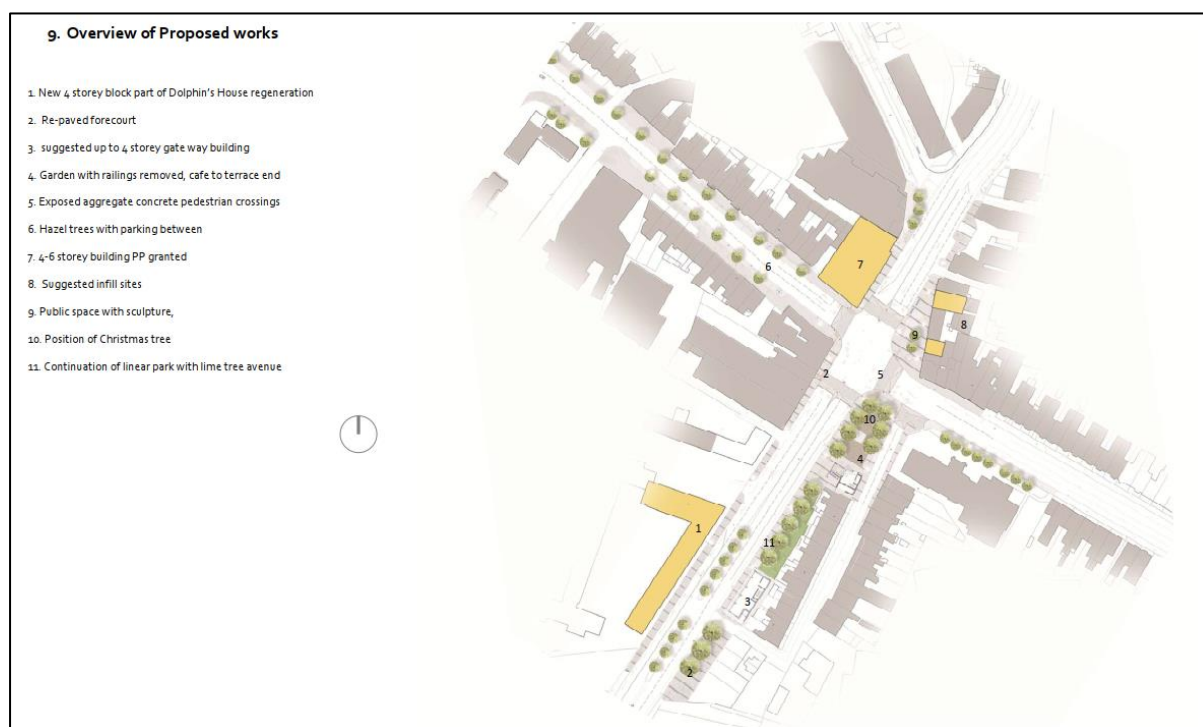 9. Overview of Proposed works
1. New 4 storey block part of Dolphin's House regeneration
2. Re-paved forecourt
3. suggested up to 4 storey gate way building
4. Garden with railings removed, cafe to terrace end
5. Exposed aggregate concrete pedestrian crossings
6. Hazel trees with parking between
7. 4-6 storey building PP granted
8. Suggested infill sites
9. Public space with sculpture,
10. Position of Christmas tree
11. Continuation of linear park with lime tree avenue
6
7
9
8
2
5
10
4
1
11
3
2